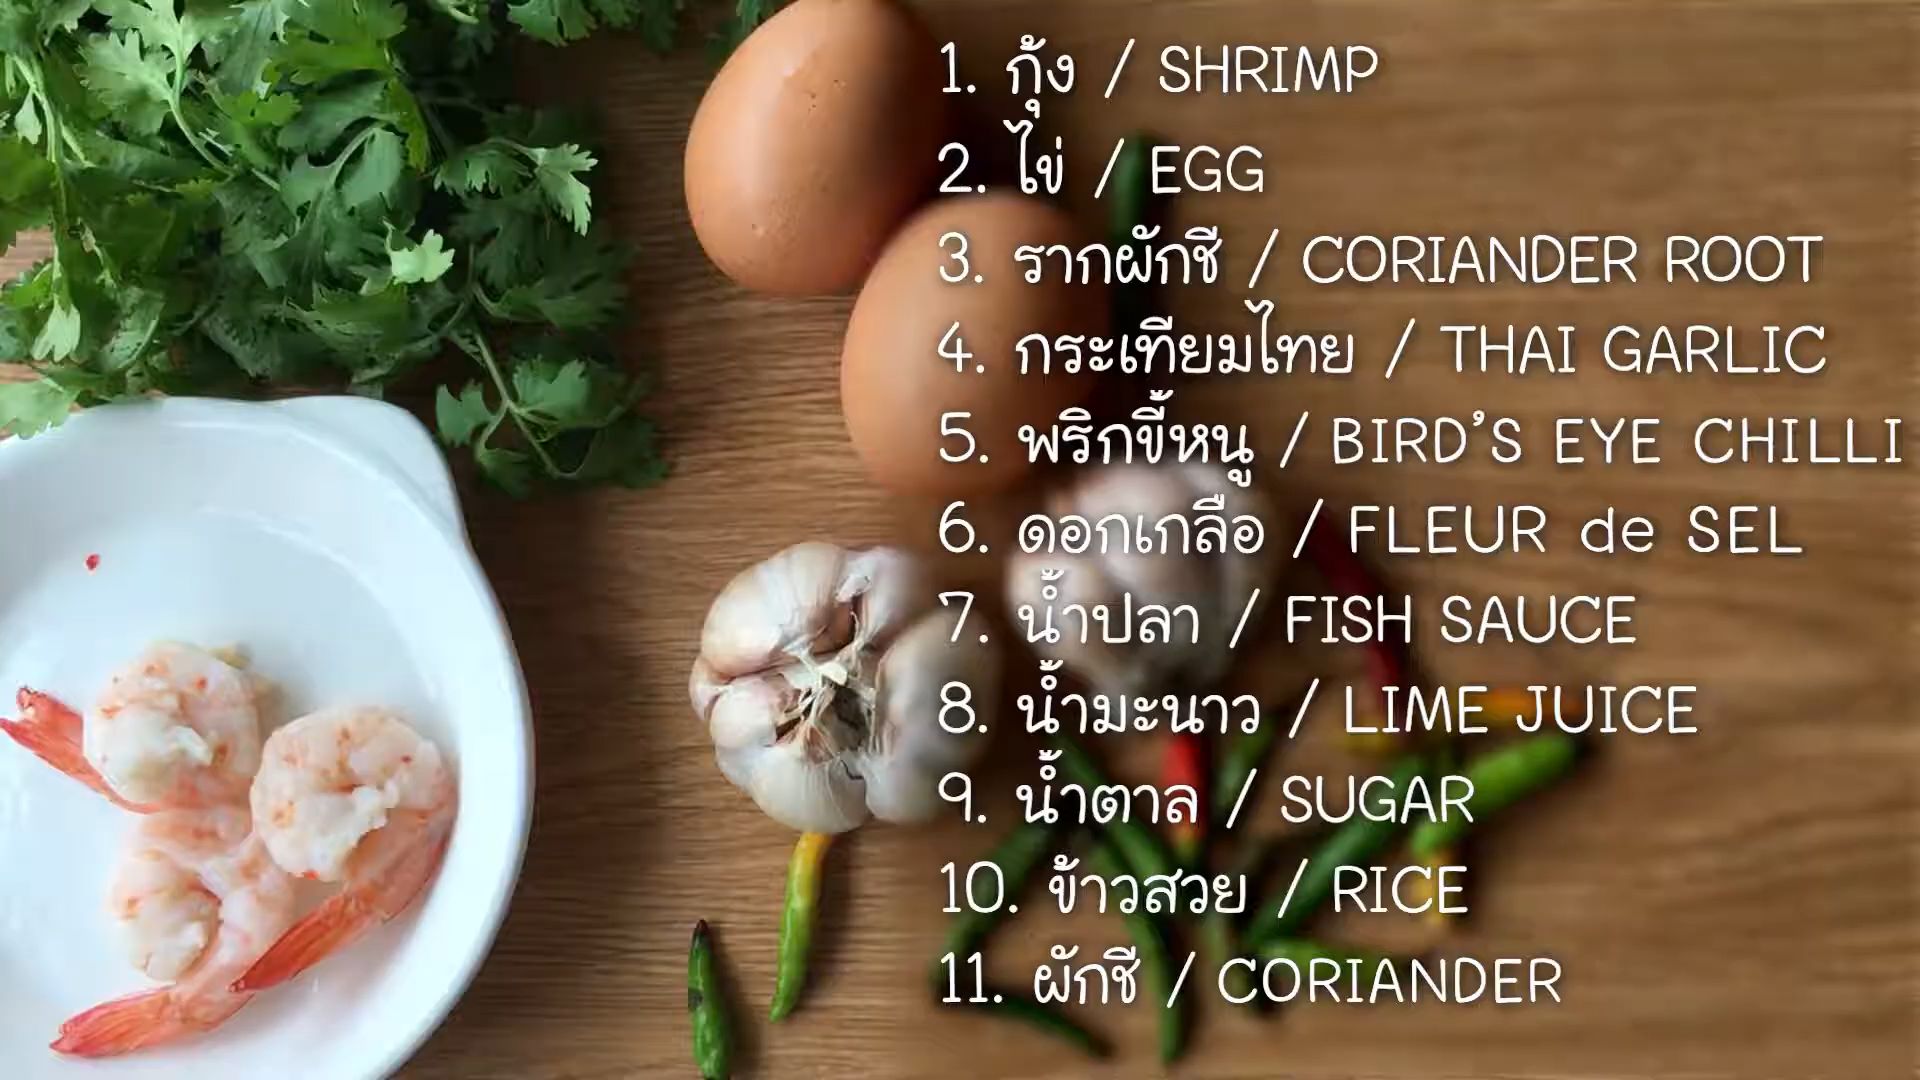 1. กุ้ง / SHRIMP
2. ไข่ / EGG
3. รากผักชี / CORIANDER ROOT
4. กระเทียมไทย / THAI GARLIC
5. พริกขี้หนู / BIRD'S EYE CHILLI
6. ดอกเกลือ / FLEUR de SEL
7. น้ำปลา / FISH SAUCE
8. น้ำมะนาว / LIME JUICE
9. น้ำตาล / SUGAR
10. ข้าวสวย / RICE
11. ผักชี / CORIANDER